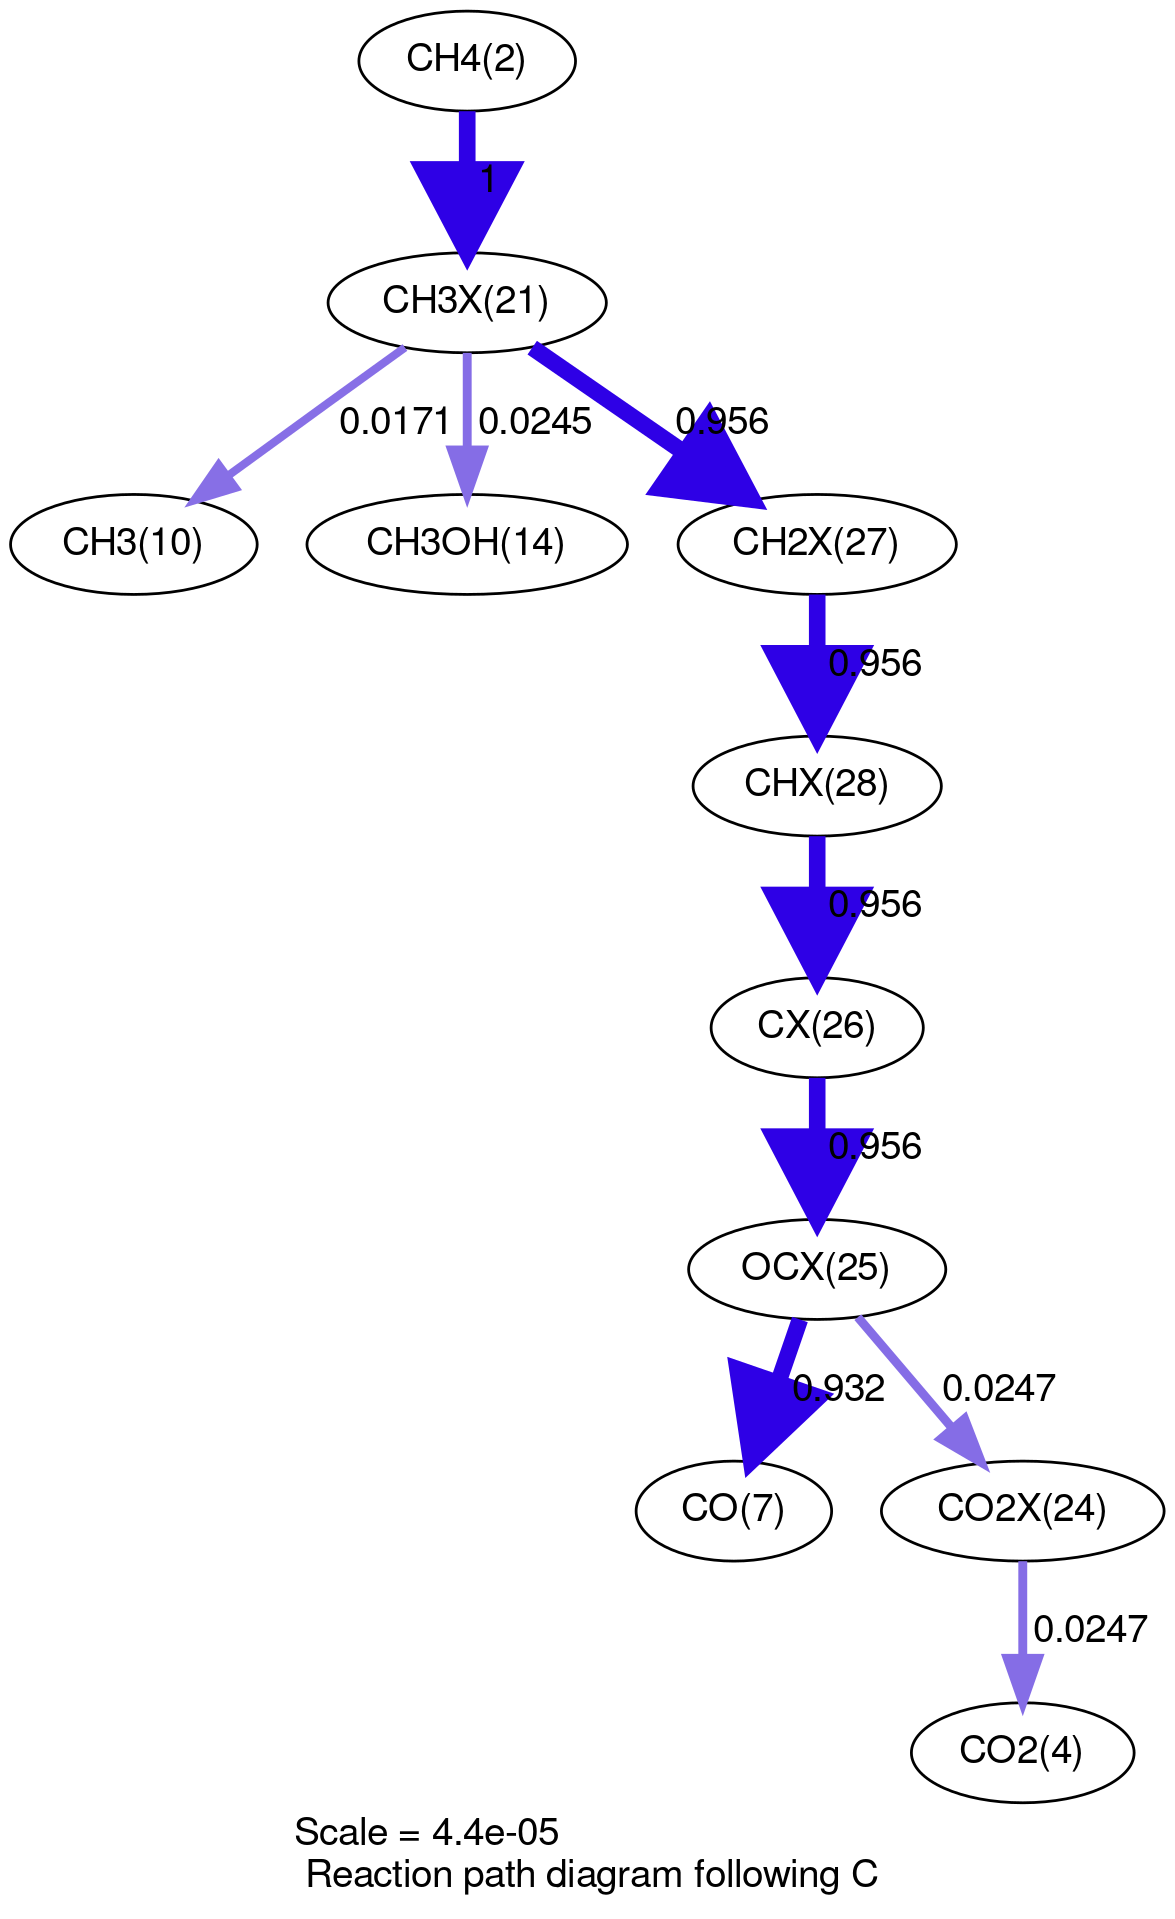 CH4(2)
1
CH3X(21)
0.0171
0.0245
0.956
CH3(10)
CH3OH(14)
CH2X(27)
0.956
CHX(28)
0.956
CX(26)
0.956
OCX(25)
0.932
0.0247
CO(7)
CO2X(24)
0.0247
CO2(4)
Scale = 4.4e-05
Reaction path diagram following C